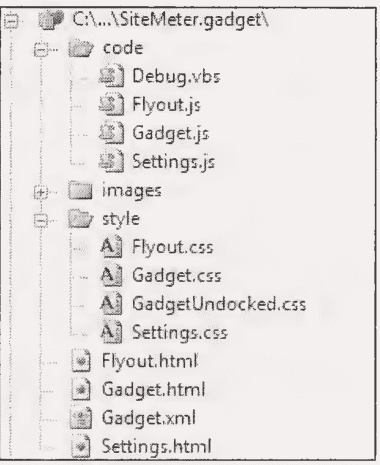 C:\...\SiteMeter.gadget\
code
Debug.vbs
Flyout.js
Gadget.js
Settings.js
images
style
Flyout.css
Gadget.css
GadgetUndocked.css
Settings.css
Flyout.html
Gadget.html
Gadget.xml
Settings.html